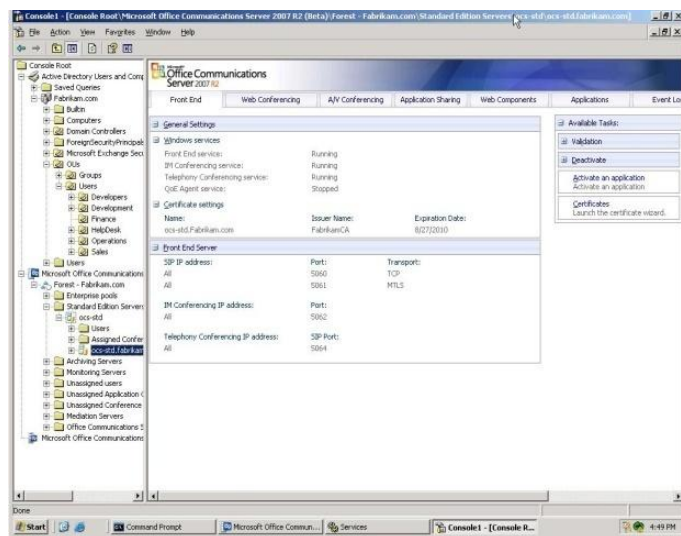 Console1 - [Console Root\Microsoft Office Communications Server 2007 R2 (Beta)\Forest - Fabrikam.com\Standard Edition Servers\ocs-std\ocs-std.fabrikam.com]
File Action View Favorites Window Help
Console Root
Active Directory Users and Comp
Saved Queries
Fabrikam.com
Builtin
Computers
Domain Controllers
ForeignSecurityPrincipals
Microsoft Exchange Secu
OUs
Groups
Users
Developers
Development
Finance
HelpDesk
Operations
Sales
Users
Microsoft Office Communications
Forest - Fabrikam.com
Enterprise pools
Standard Edition Servers
ocs-std
Users
Assigned Confer
ocs-std.fabrikam
Archiving Servers
Monitoring Servers
Unassigned users
Unassigned Application
Unassigned Conference
Mediation Servers
Office Communications S
Microsoft Office Communications
Microsoft
Office Communications
Server 2007 R2
Front End Web Conferencing A/V Conferencing Application Sharing Web Components Applications Event Lo
General Settings
Windows services
Front End service: Running
IM Conferencing service: Running
Telephony Conferencing service: Running
QoE Agent service: Stopped
Certificate settings
Name: Issuer Name: Expiration Date:
ocs-std.Fabrikam.com FabrikamCA 8/27/2010
Front End Server
SIP IP address: Port: Transport:
All 5060 TCP
All 5061 MTLS
IM Conferencing IP address: Port:
All 5062
Telephony Conferencing IP address: SIP Port:
All 5064
Available Tasks:
Validation
Deactivate
Activate an application
Activate an application
Certificates
Launch the certificate wizard.
Done
Start Command Prompt Microsoft Office Commun... Services Console1 - [Console R... 4:49 PM